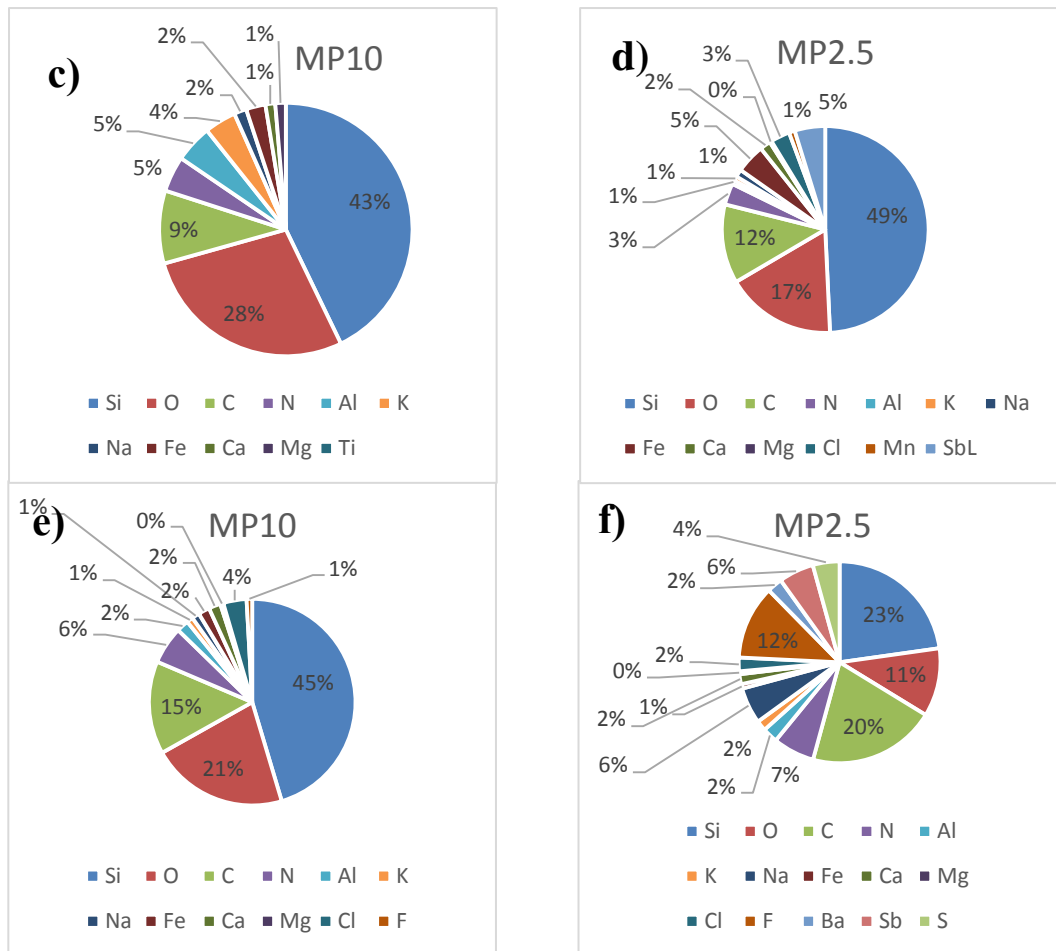 c)
MP10
43%
28%
9%
5%
5%
4%
2%
2%
1%
1%
Si O C N Al K
Na Fe Ca Mg Ti
d)
MP2.5
49%
17%
12%
3%
1%
1%
1%
5%
2%
0%
3%
1%
5%
Si O C N Al K Na
Fe Ca Mg Cl Mn SbL
e)
MP10
45%
21%
15%
6%
2%
1%
1%
2%
2%
0%
4%
1%
Si O C N Al K
Na Fe Ca Mg Cl F
f)
MP2.5
23%
11%
20%
7%
2%
2%
6%
1%
2%
0%
2%
12%
2%
6%
4%
Si O C N Al
K Na Fe Ca Mg
Cl F Ba Sb S